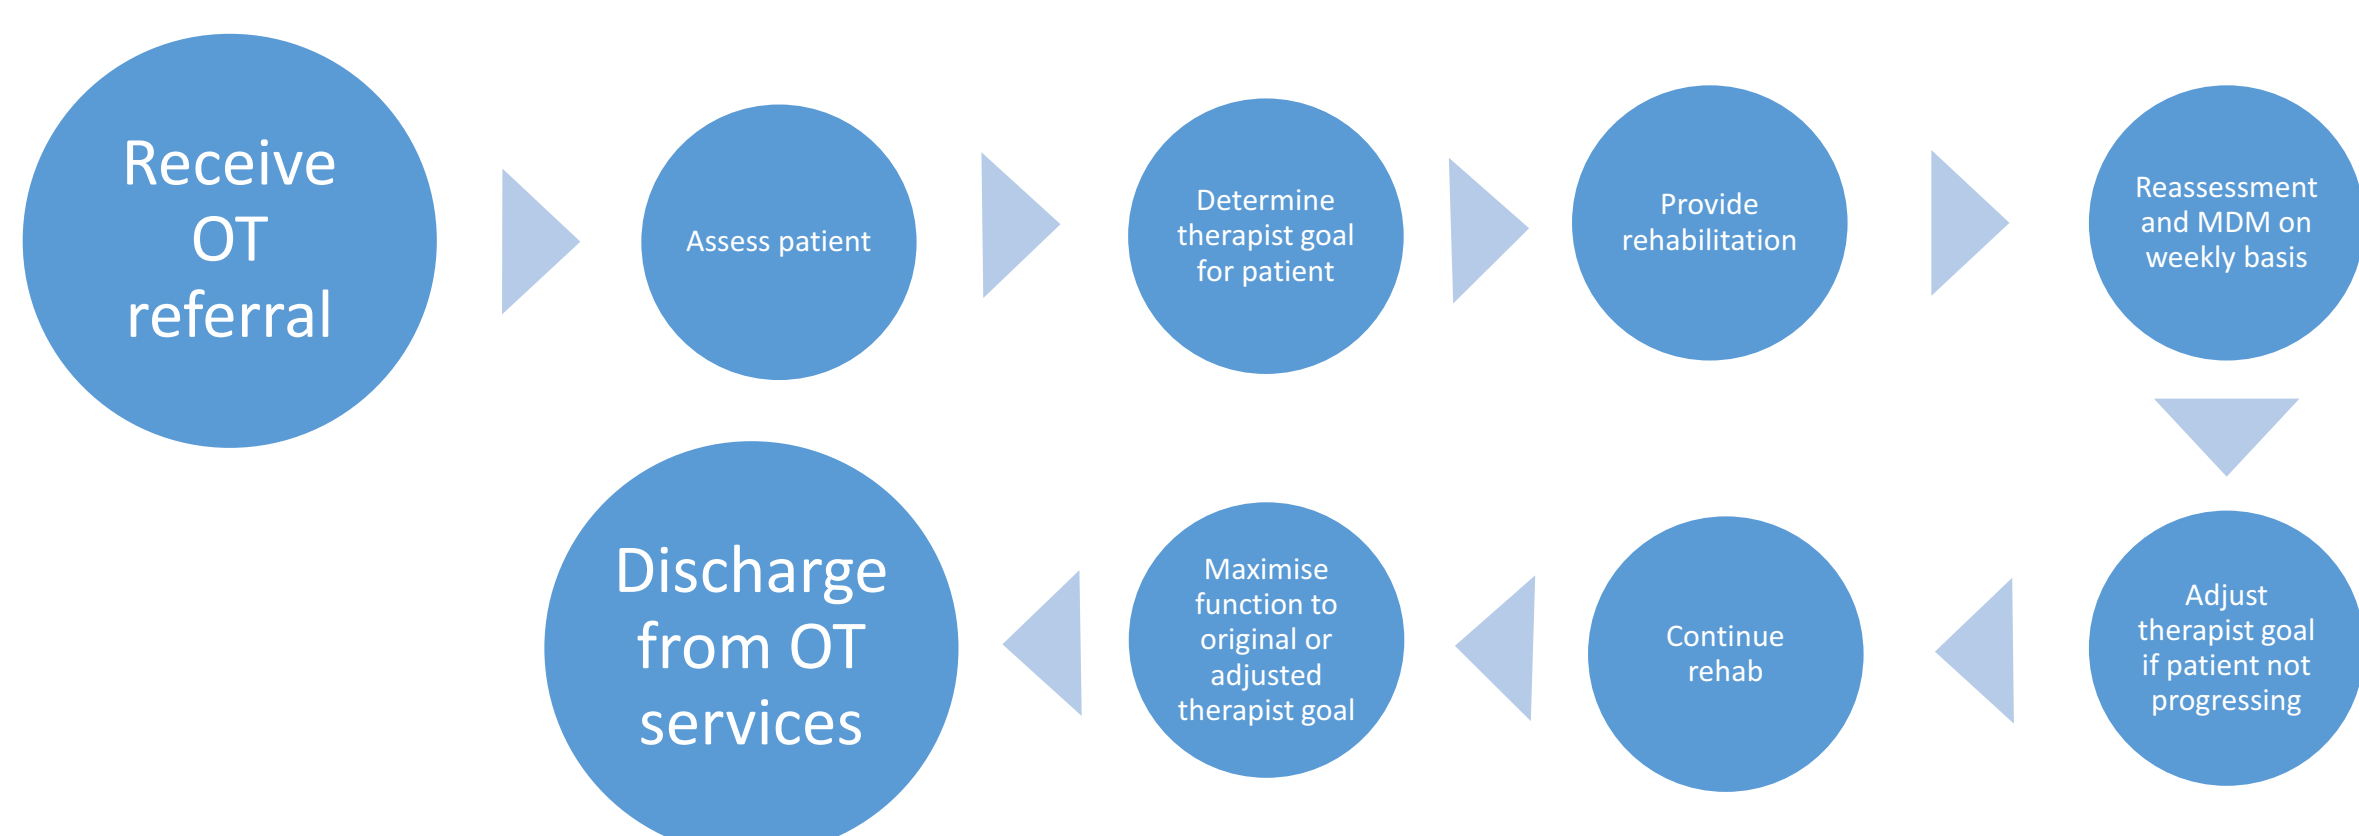 Receive
OT
referral
Assess patient
Determine
therapist goal
for patient
Provide
rehabilitation
Reassessment
and MDM on
weekly basis
Adjust
therapist goal
if patient not
progressing
Continue
rehab
Maximise
function to
original or
adjusted
therapist goal
Discharge
from OT
services